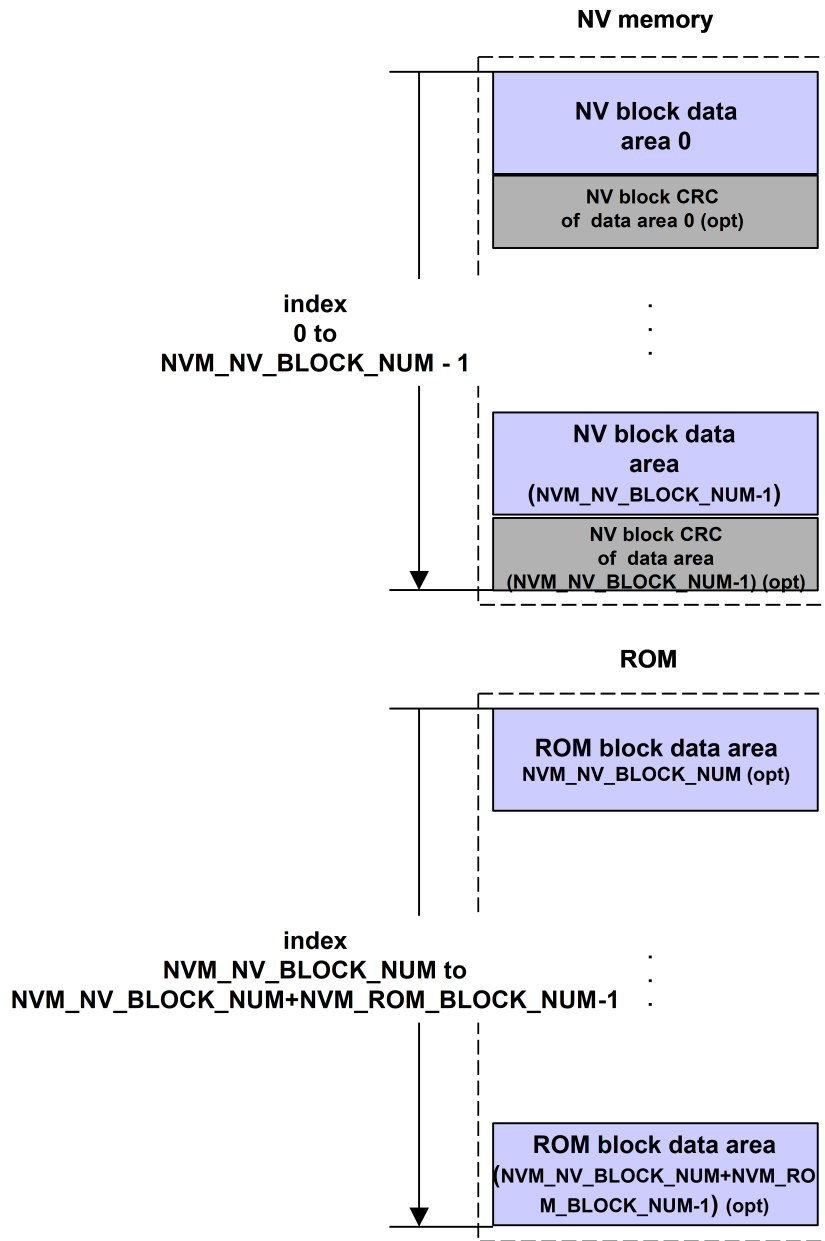 NV memory
NV block data
area 0
NV block CRC
of data area 0 (opt)
index
0 to
NVM_NV_BLOCK_NUM - 1
.
.
.
NV block data
area
(NVM_NV_BLOCK_NUM-1)
NV block CRC
of data area
(NVM_NV_BLOCK_NUM-1) (opt)
ROM
ROM block data area
NVM_NV_BLOCK_NUM (opt)
index
NVM_NV_BLOCK_NUM to
NVM_NV_BLOCK_NUM+NVM_ROM_BLOCK_NUM-1
.
.
.
ROM block data area
(NVM_NV_BLOCK_NUM+NVM_RO
M_BLOCK_NUM-1) (opt)